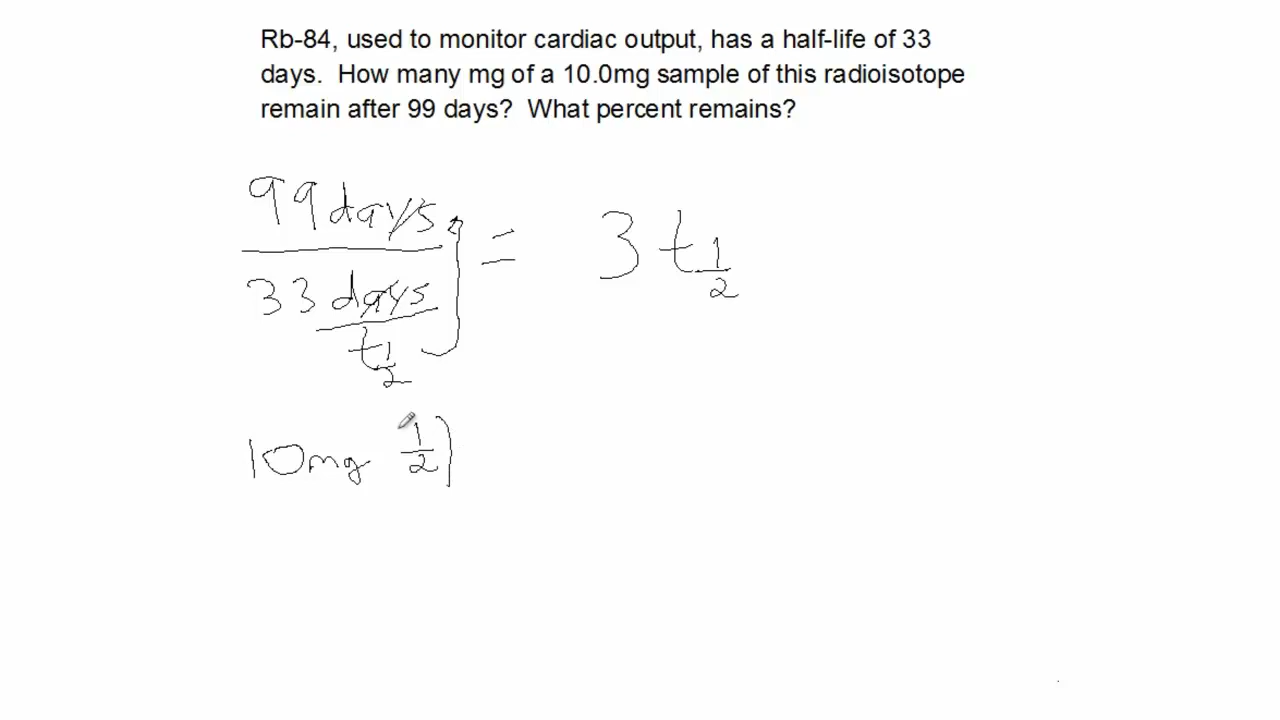 Rb-84, used to monitor cardiac output, has a half-life of 33
days. How many mg of a 10.0mg sample of this radioisotope
remain after 99 days? What percent remains?
99 days
33 days
t 1/2
= 3 t 1/2
10mg 1/2)